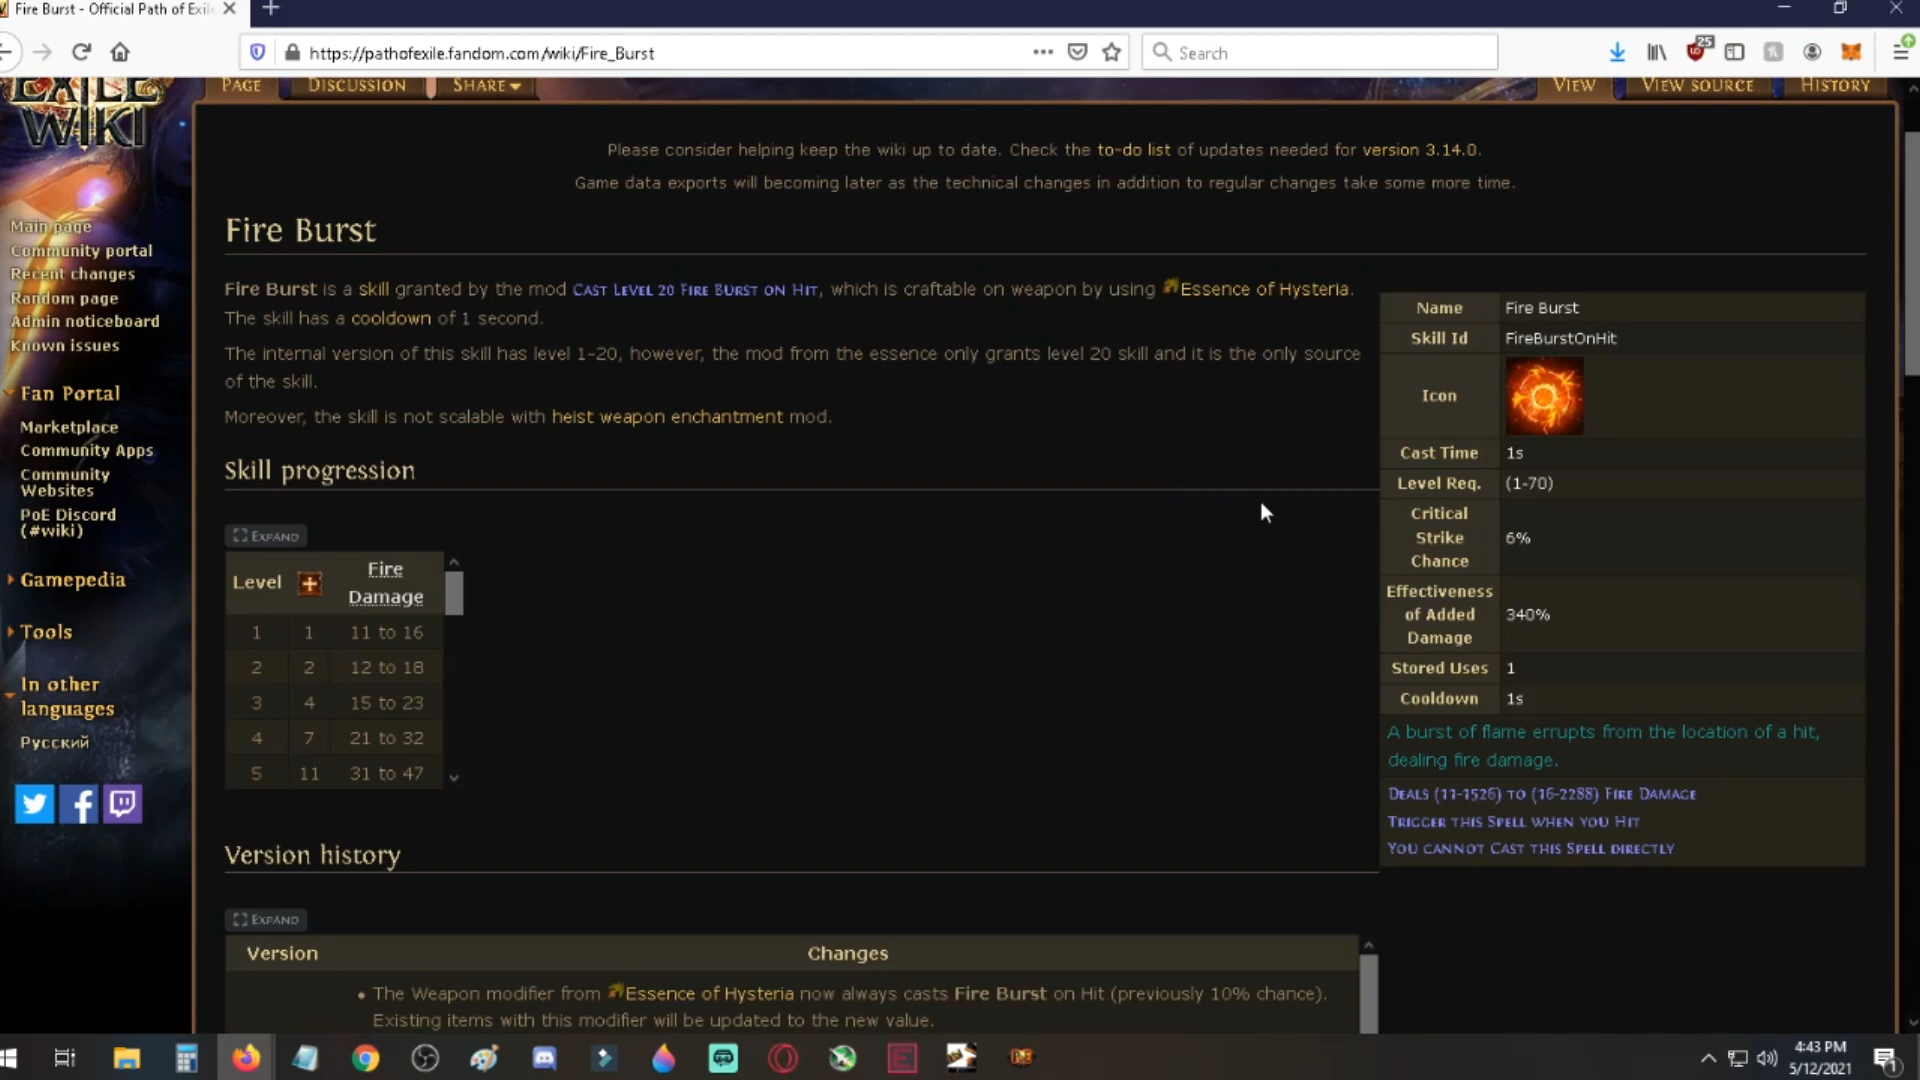 Fire Burst - Official Path of Exile
https://pathofexile.fandom.com/wiki/Fire_Burst
Search
25
EXILE
WIKI
PAGE
DISCUSSION
SHARE
VIEW
VIEW SOURCE
HISTORY
Please consider helping keep the wiki up to date. Check the to-do list of updates needed for version 3.14.0.
Game data exports will becoming later as the technical changes in addition to regular changes take some more time.
Main page
Community portal
Recent changes
Random page
Admin noticeboard
Known issues
Fan Portal
Marketplace
Community Apps
Community
Websites
PoE Discord
(#wiki)
Gamepedia
Tools
In other
languages
Русский
Fire Burst
Fire Burst is a skill granted by the mod CAST LEVEL 20 FIRE BURST ON HIT, which is craftable on weapon by using Essence of Hysteria.
The skill has a cooldown of 1 second.
The internal version of this skill has level 1-20, however, the mod from the essence only grants level 20 skill and it is the only source
of the skill.
Moreover, the skill is not scalable with heist weapon enchantment mod.
Skill progression
EXPAND
Level Fire
Damage
1 1 11 to 16
2 2 12 to 18
3 4 15 to 23
4 7 21 to 32
5 11 31 to 47
Name Fire Burst
Skill Id FireBurstOnHit
Icon
Cast Time 1s
Level Req. (1-70)
Critical
Strike
Chance 6%
Effectiveness
of Added
Damage 340%
Stored Uses 1
Cooldown 1s
A burst of flame errupts from the location of a hit,
dealing fire damage.
DEALS (11-1526) TO (16-2288) FIRE DAMAGE
TRIGGER THIS SPELL WHEN YOU HIT
YOU CANNOT CAST THIS SPELL DIRECTLY
Version history
EXPAND
Version Changes
• The Weapon modifier from Essence of Hysteria now always casts Fire Burst on Hit (previously 10% chance).
Existing items with this modifier will be updated to the new value.
4:43 PM
5/12/2021
1